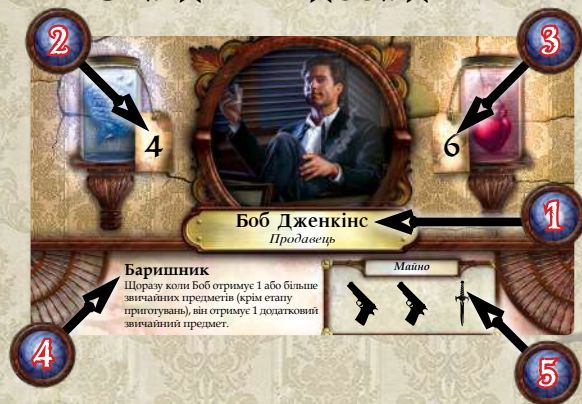 2
3
4
6
Боб Дженкінс
1
Продавець
Баришник
Майно
Щоразу коли Боб отримує 1 або більше
звичайних предметів (крім етапу
приготувань), він отримує 1 додатковий
звичайний предмет.
4
5